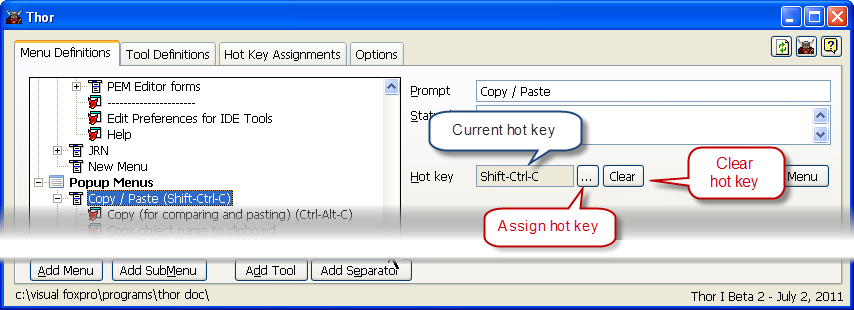 Thor
Menu Definitions Tool Definitions Hot Key Assignments Options
PEM Editor forms
----------------------
Edit Preferences for IDE Tools
Help
JRN
New Menu
Popup Menus
Copy / Paste (Shift-Ctrl-C)
Copy (for comparing and pasting) (Ctrl-Alt-C)
Copy object name to clipboard
Prompt Copy / Paste
Current hot key
Hot key Shift-Ctrl-C ... Clear Menu
Clear
hot key
Assign hot key
Add Menu Add SubMenu Add Tool Add Separator
c:\visual foxpro\programs\thor doc\ Thor I Beta 2 - July 2, 2011